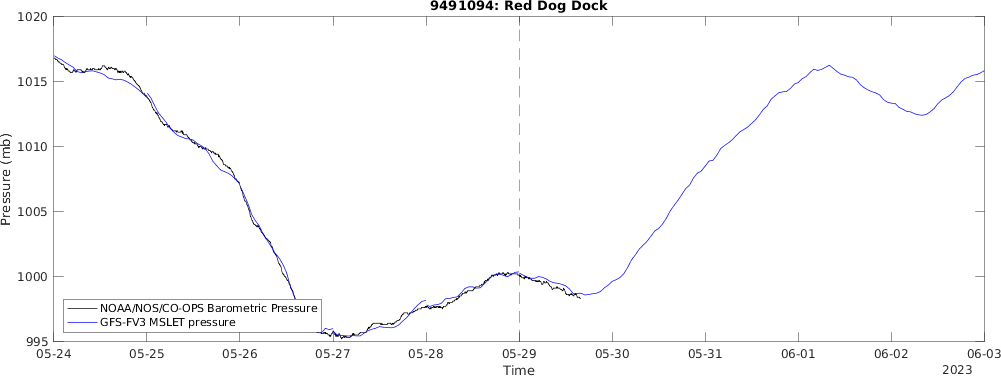 9491094: Red Dog Dock
1020
1015
1010
1005
1000
995
Pressure (mb)
NOAA/NOS/CO-OPS Barometric Pressure
GFS-FV3 MSLET pressure
05-24 05-25 05-26 05-27 05-28 05-29 05-30 05-31 06-01 06-02 06-03
Time
2023